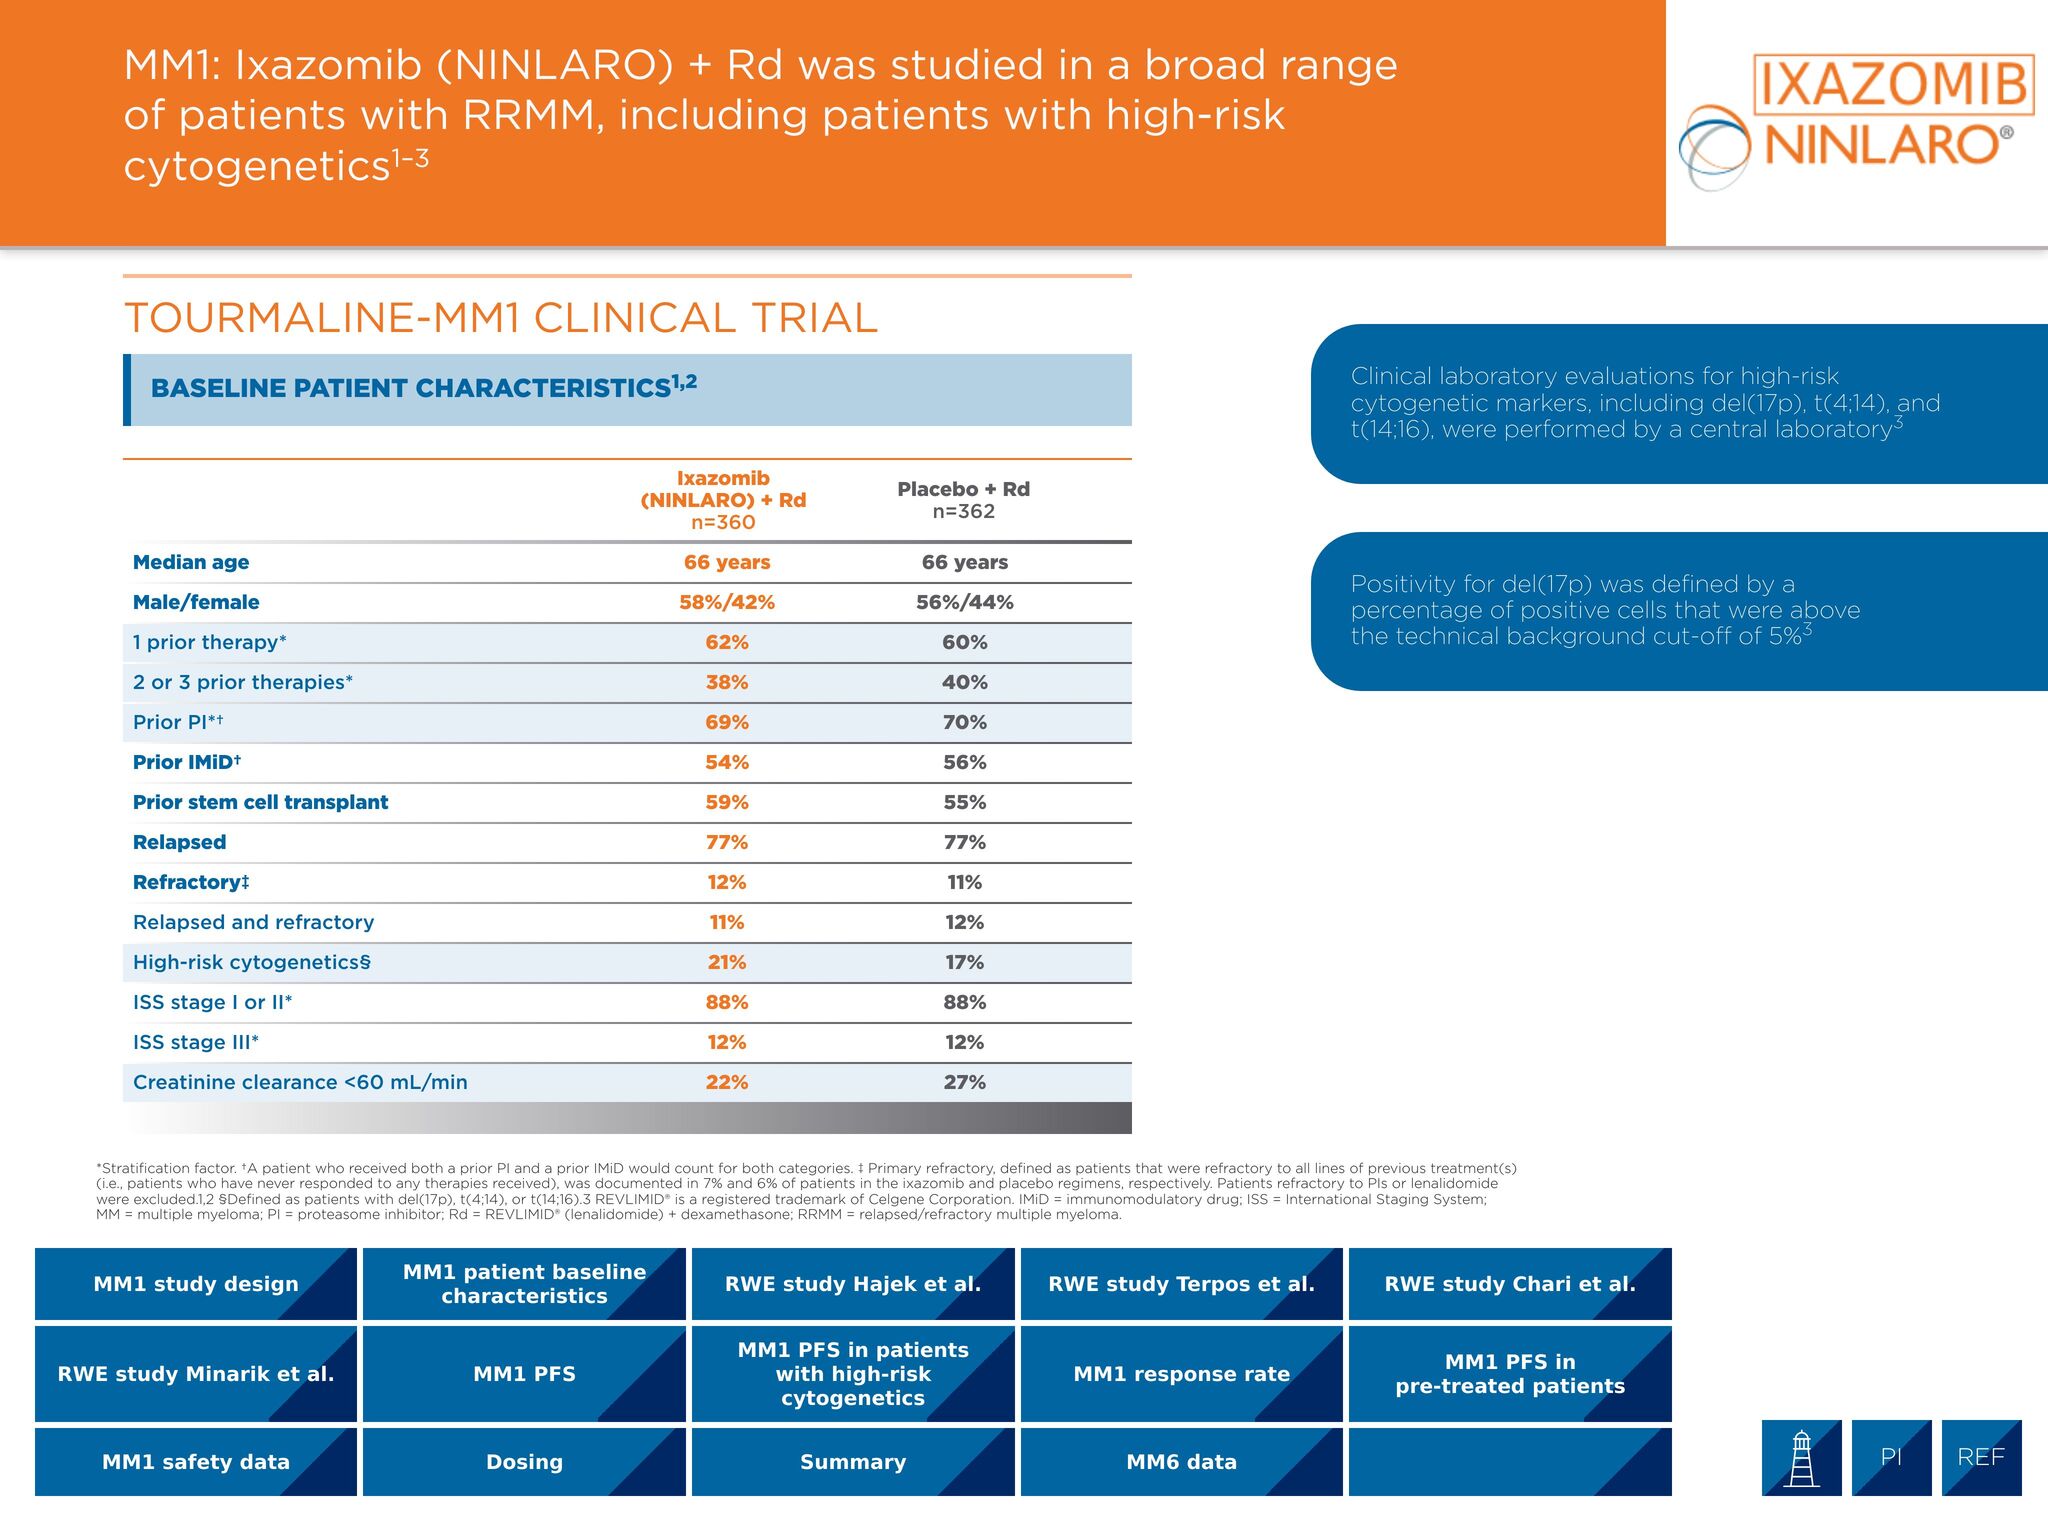 MM1: Ixazomib (NINLARO) + Rd was studied in a broad range
of patients with RRMM, including patients with high-risk
cytogenetics1–3
IXAZOMIB
NINLARO®
TOURMALINE-MM1 CLINICAL TRIAL
BASELINE PATIENT CHARACTERISTICS1,2
Ixazomib
(NINLARO) + Rd
n=360
Placebo + Rd
n=362
Median age 66 years 66 years
Male/female 58%/42% 56%/44%
1 prior therapy* 62% 60%
2 or 3 prior therapies* 38% 40%
Prior PI*† 69% 70%
Prior IMiD† 54% 56%
Prior stem cell transplant 59% 55%
Relapsed 77% 77%
Refractory‡ 12% 11%
Relapsed and refractory 11% 12%
High-risk cytogenetics§ 21% 17%
ISS stage I or II* 88% 88%
ISS stage III* 12% 12%
Creatinine clearance <60 mL/min 22% 27%
Clinical laboratory evaluations for high-risk
cytogenetic markers, including del(17p), t(4;14), and
t(14;16), were performed by a central laboratory3
Positivity for del(17p) was defined by a
percentage of positive cells that were above
the technical background cut-off of 5%3
*Stratification factor. †A patient who received both a prior PI and a prior IMiD would count for both categories. ‡ Primary refractory, defined as patients that were refractory to all lines of previous treatment(s)
(i.e., patients who have never responded to any therapies received), was documented in 7% and 6% of patients in the ixazomib and placebo regimens, respectively. Patients refractory to PIs or lenalidomide
were excluded.1,2 §Defined as patients with del(17p), t(4;14), or t(14;16).3 REVLIMID® is a registered trademark of Celgene Corporation. IMiD = immunomodulatory drug; ISS = International Staging System;
MM = multiple myeloma; PI = proteasome inhibitor; Rd = REVLIMID® (lenalidomide) + dexamethasone; RRMM = relapsed/refractory multiple myeloma.
MM1 study design
MM1 patient baseline
characteristics
RWE study Hajek et al.
RWE study Terpos et al.
RWE study Chari et al.
RWE study Minarik et al.
MM1 PFS
MM1 PFS in patients
with high-risk
cytogenetics
MM1 response rate
MM1 PFS in
pre-treated patients
MM1 safety data
Dosing
Summary
MM6 data
PI
REF